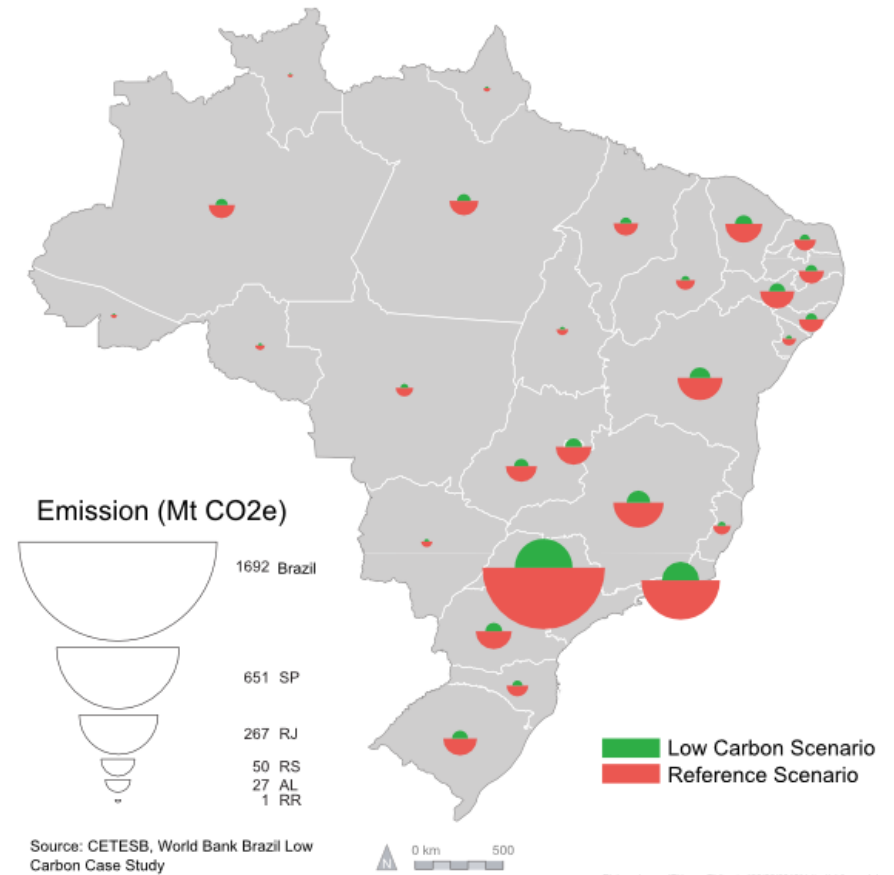 Emission (Mt CO2e)
1692 Brazil
651 SP
267 RJ
50 RS
27 AL
1 RR
Low Carbon Scenario
Reference Scenario
Source: CETESB, World Bank Brazil Low
Carbon Case Study
N
0 km 500